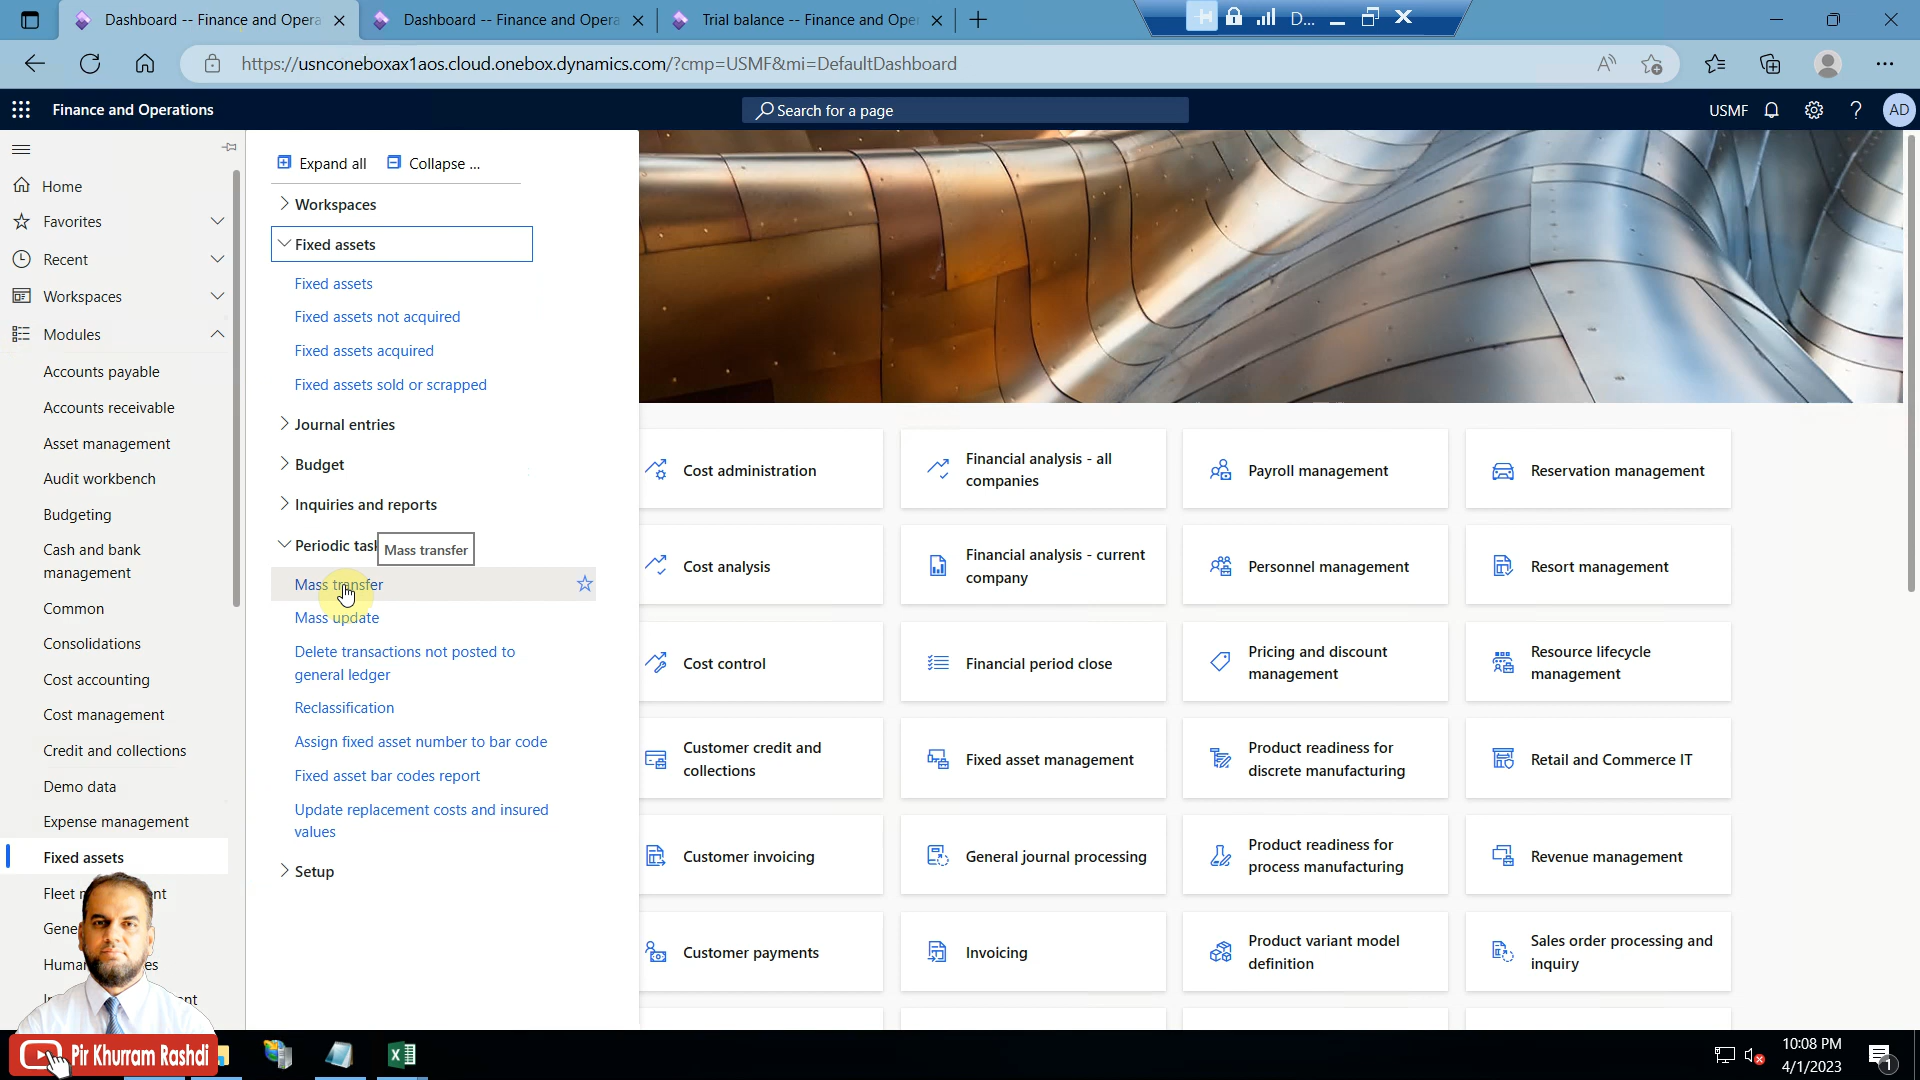 Dashboard -- Finance and Opera
Dashboard -- Finance and Opera
Trial balance -- Finance and Ope
D...
https://usnconeboxax1aos.cloud.onebox.dynamics.com/?cmp=USMF&mi=DefaultDashboard
Finance and Operations
Search for a page
USMF
AD
Expand all
Collapse ...
Home
Favorites
Recent
Workspaces
Modules
Accounts payable
Accounts receivable
Asset management
Audit workbench
Budgeting
Cash and bank
management
Common
Consolidations
Cost accounting
Cost management
Credit and collections
Demo data
Expense management
Fixed assets
Workspaces
Fixed assets
Fixed assets
Fixed assets not acquired
Fixed assets acquired
Fixed assets sold or scrapped
Journal entries
Budget
Inquiries and reports
Periodic task
Mass transfer
Mass transfer
Mass update
Delete transactions not posted to
general ledger
Reclassification
Assign fixed asset number to bar code
Fixed asset bar codes report
Update replacement costs and insured
values
Setup
Cost administration
Financial analysis - all
companies
Payroll management
Reservation management
Cost analysis
Financial analysis - current
company
Personnel management
Resort management
Cost control
Financial period close
Pricing and discount
management
Resource lifecycle
management
Customer credit and
collections
Fixed asset management
Product readiness for
discrete manufacturing
Retail and Commerce IT
Customer invoicing
General journal processing
Product readiness for
process manufacturing
Revenue management
Customer payments
Invoicing
Product variant model
definition
Sales order processing and
inquiry
Pir Khurram Rashdi
10:08 PM
4/1/2023
1